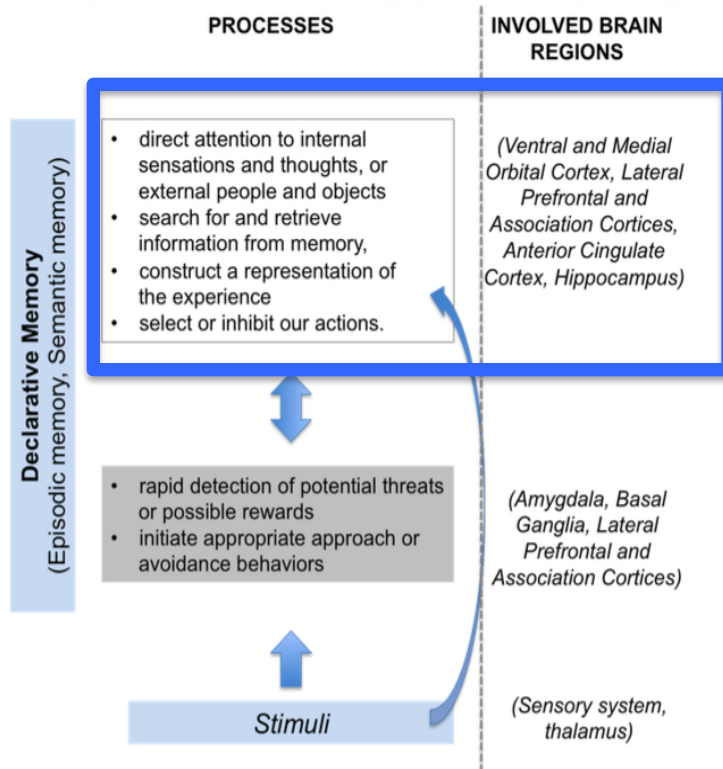 PROCESSES
INVOLVED BRAIN
REGIONS
Declarative Memory
(Episodic memory, Semantic memory)
• direct attention to internal
sensations and thoughts, or
external people and objects
• search for and retrieve
information from memory,
• construct a representation of
the experience
• select or inhibit our actions.
(Ventral and Medial
Orbital Cortex, Lateral
Prefrontal and
Association Cortices,
Anterior Cingulate
Cortex, Hippocampus)
• rapid detection of potential threats
or possible rewards
• initiate appropriate approach or
avoidance behaviors
(Amygdala, Basal
Ganglia, Lateral
Prefrontal and
Association Cortices)
Stimuli
(Sensory system,
thalamus)